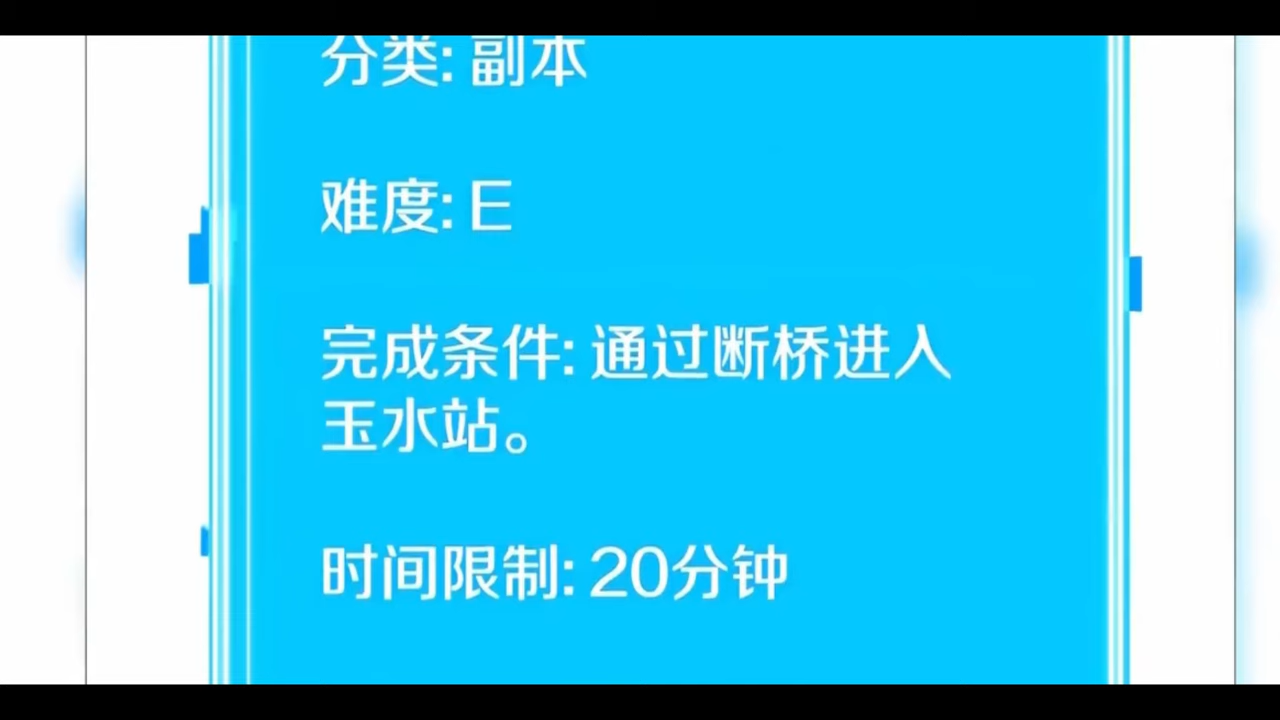 分类: 副本
难度: E
完成条件: 通过断桥进入
玉水站。
时间限制: 20分钟